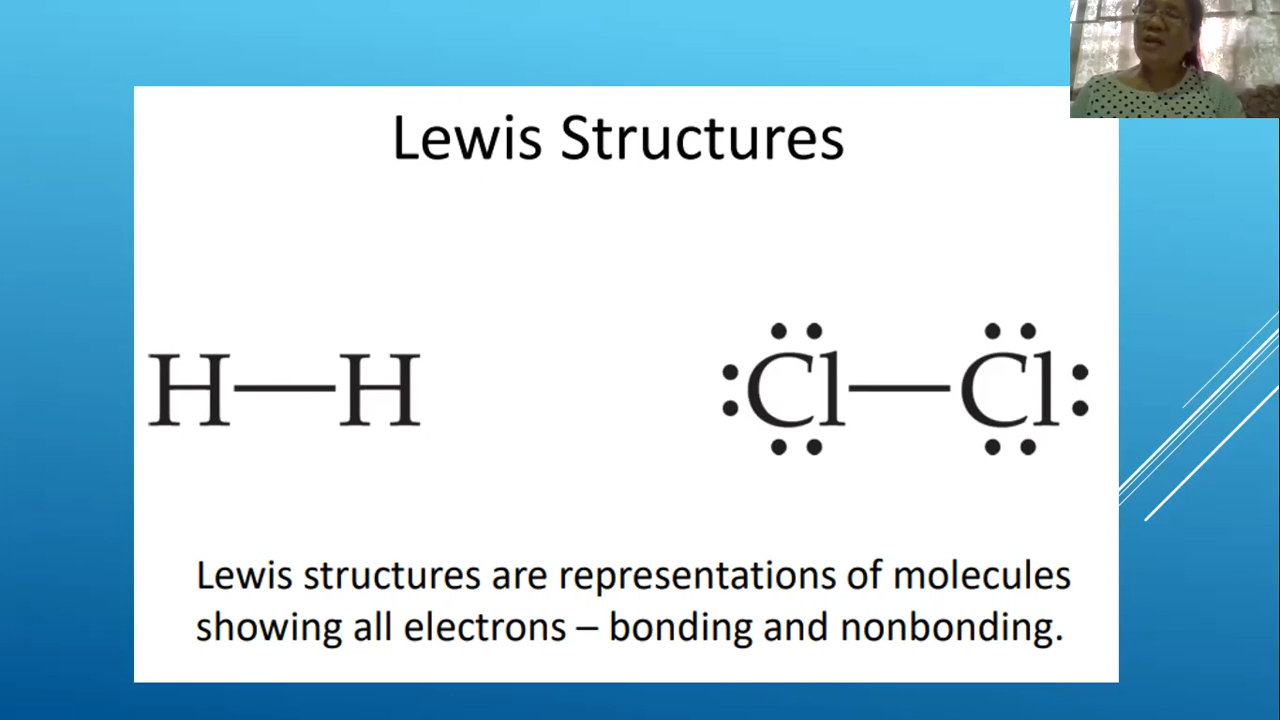 Lewis Structures
H—H :Cl—Cl:
Lewis structures are representations of molecules
showing all electrons – bonding and nonbonding.